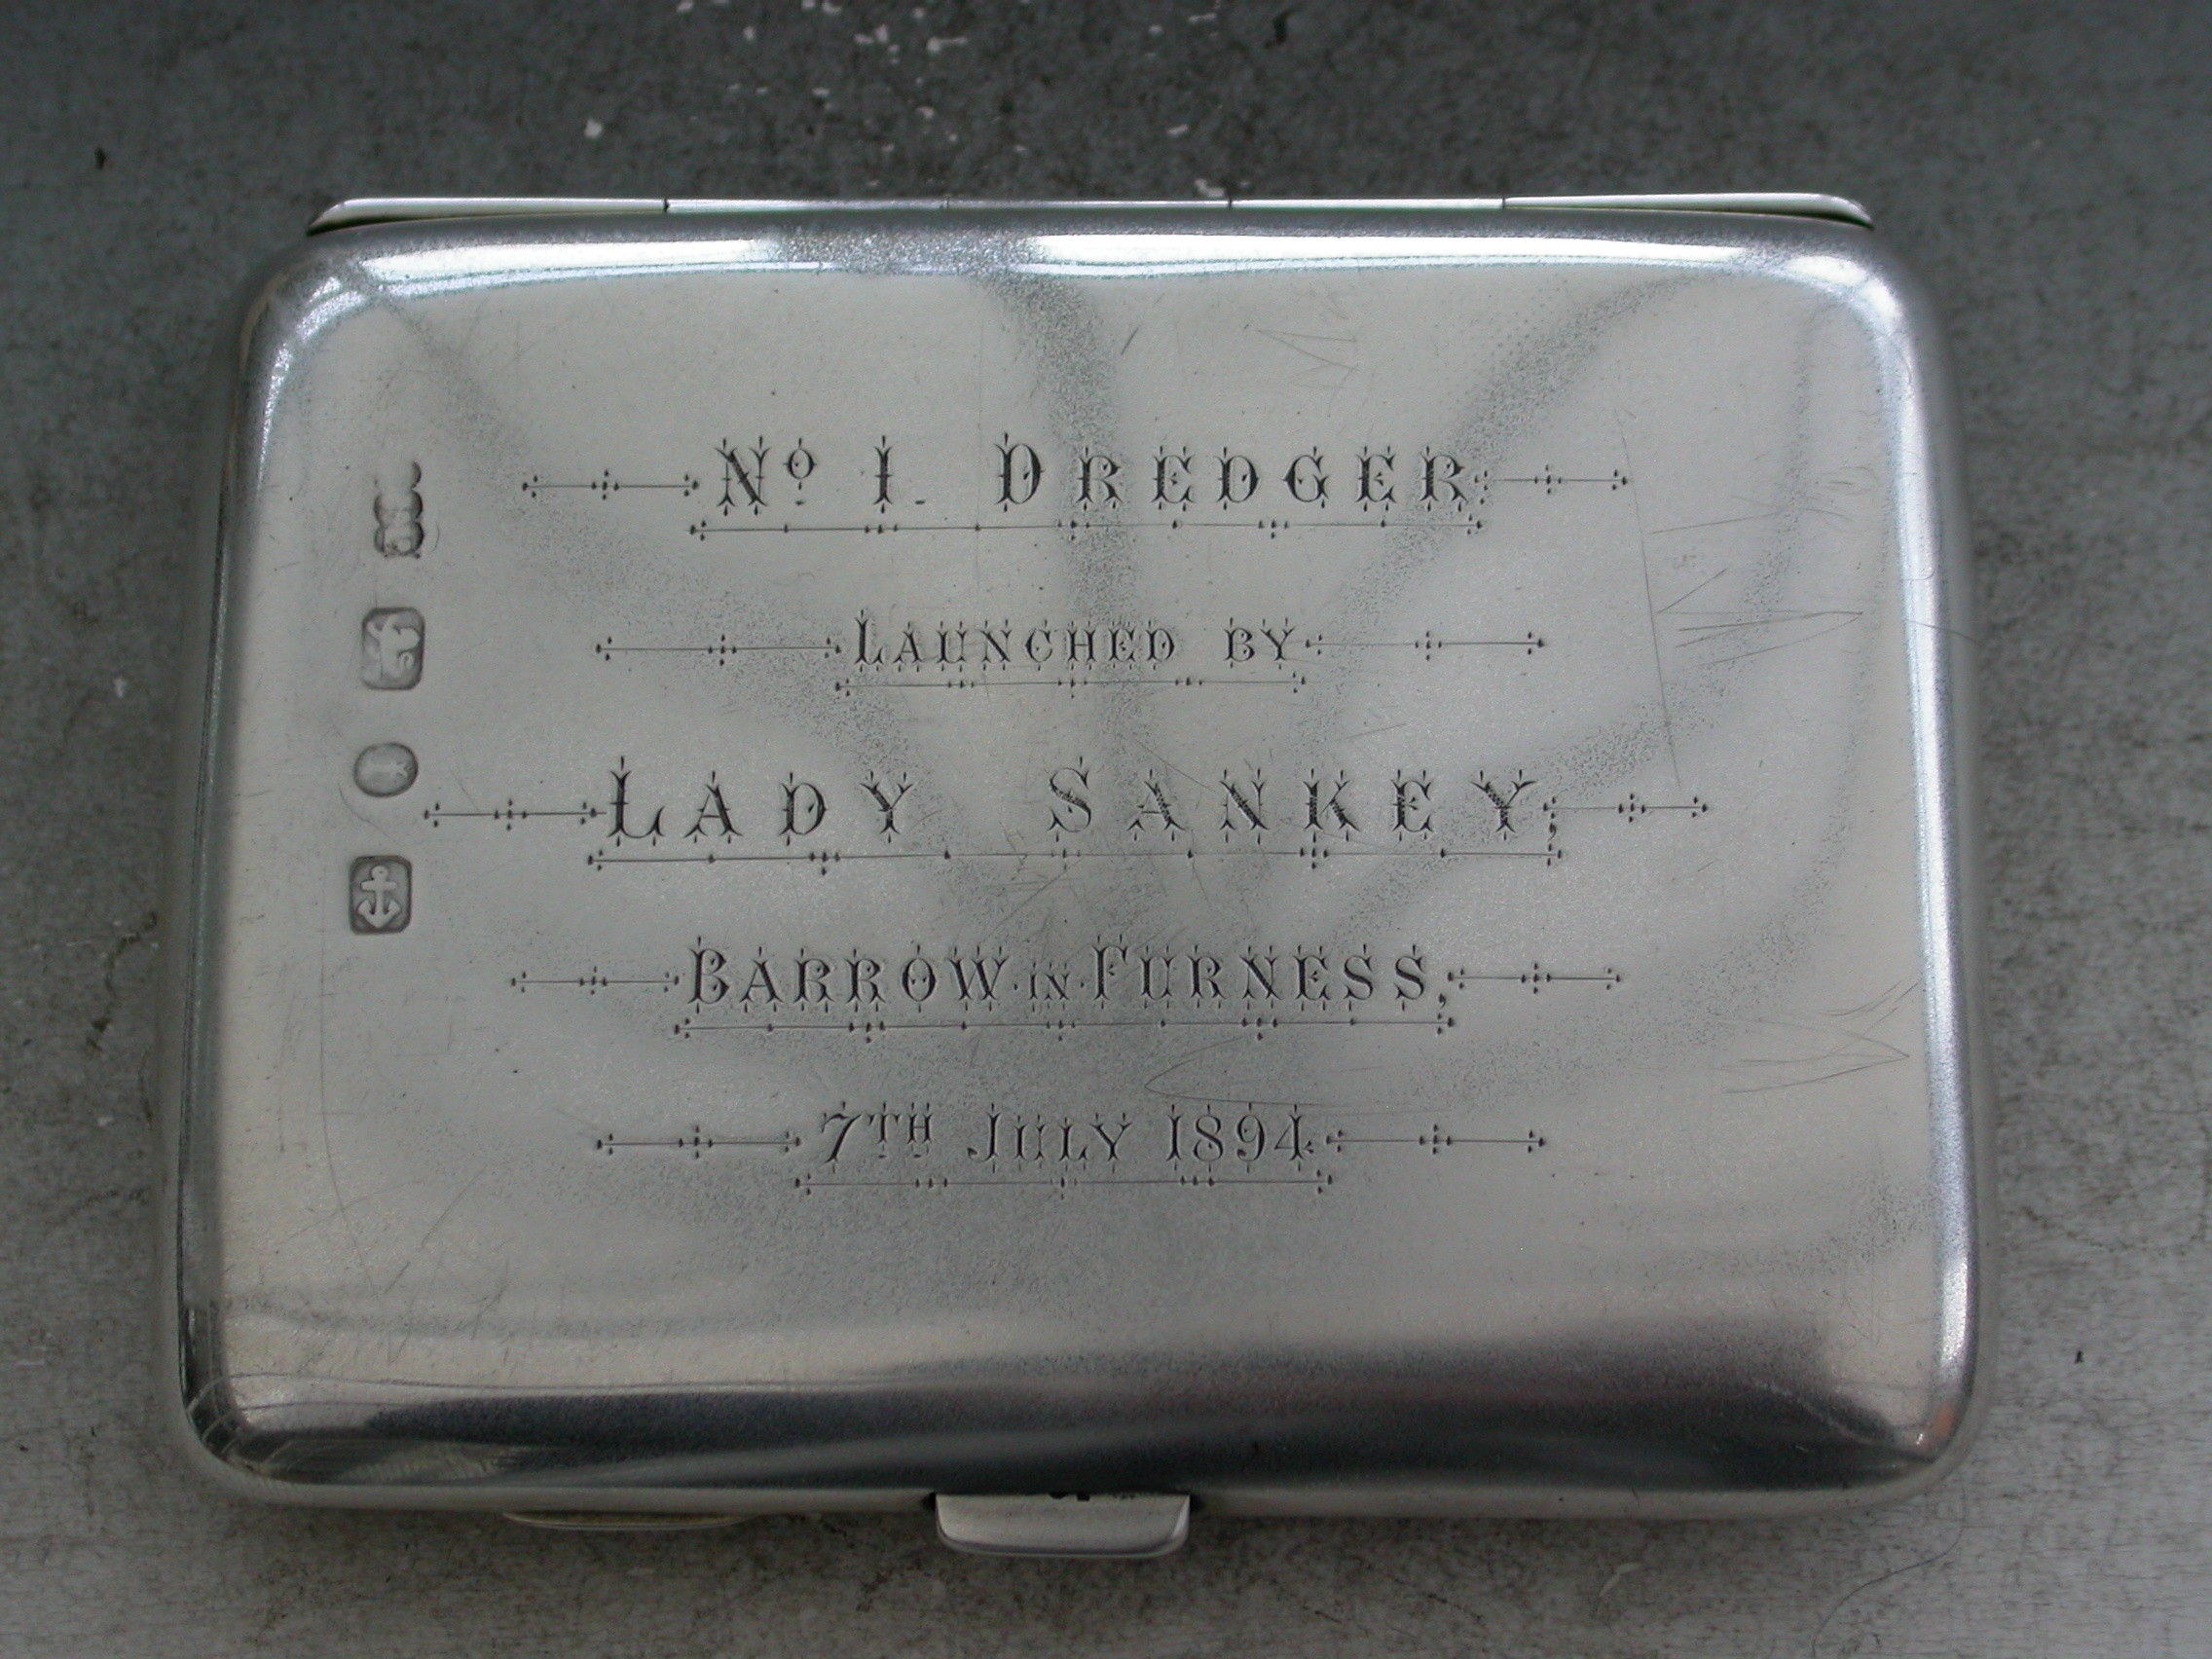 No 1. DREDGER.
LAUNCHED BY
LADY SANKEY,
BARROW·IN·FURNESS,
7TH JULY 1894.